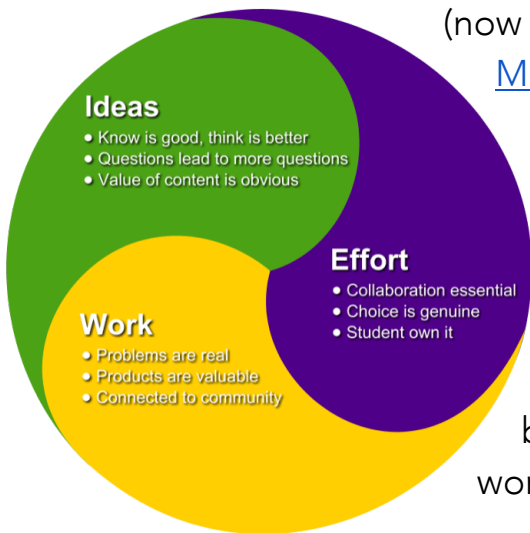 (now
M
Ideas
• Know is good, think is better
• Questions lead to more questions
• Value of content is obvious
Effort
• Collaboration essential
• Choice is genuine
• Student own it
Work
• Problems are real
• Products are valuable
• Connected to community
b
wor